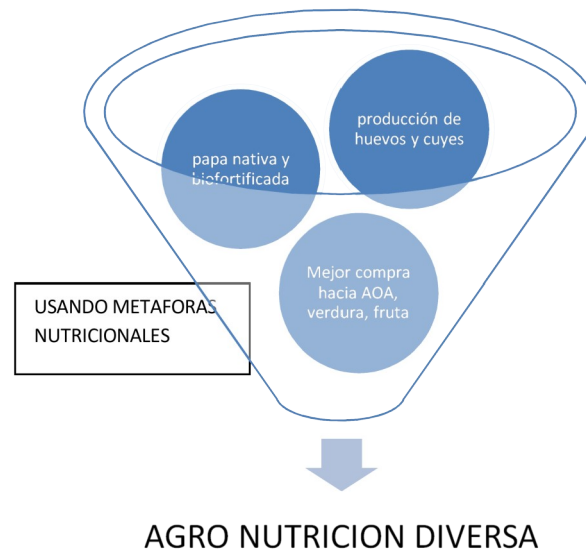 producción de
huevos y cuyes
papa nativa y
biofortificada
Mejor compra
hacia AOA,
verdura, fruta
USANDO METAFORAS
NUTRICIONALES
AGRO NUTRICION DIVERSA